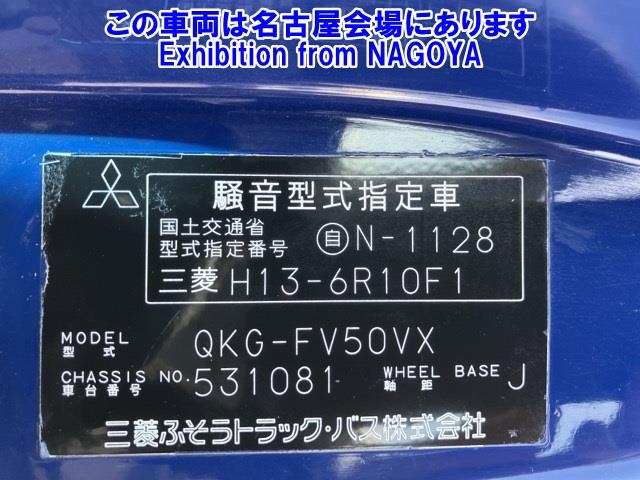 この車両は名古屋会場にあります
Exhibition from NAGOYA
騒音型式指定車
国土交通省
型式指定番号 自N-1128
三菱 H13-6R10F1
MODEL
型式 QKG-FV50VX
CHASSIS NO.
車台番号 531081 WHEEL BASE
軸距 J
三菱ふそうトラック・バス株式会社